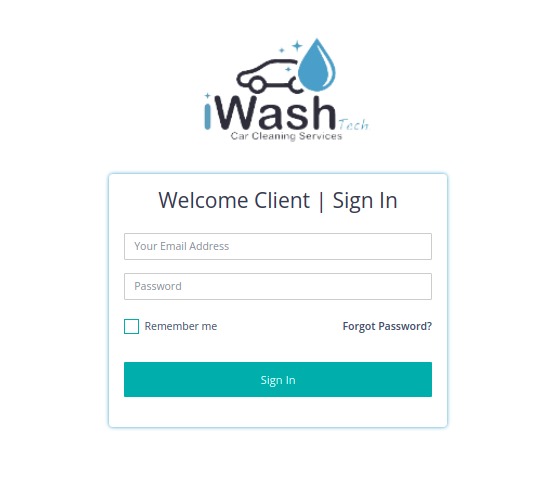 iWash Tech
Car Cleaning Services
Welcome Client | Sign In
Your Email Address
Password
Remember me
Forgot Password?
Sign In